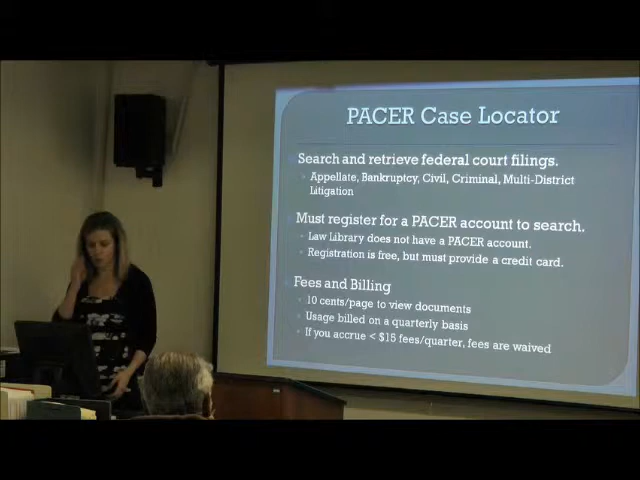 PACER Case Locator
Search and retrieve federal court filings.
Appellate, Bankruptcy, Civil, Criminal, Multi-District
Litigation
Must register for a PACER account to search.
Law Library does not have a PACER account.
Registration is free, but must provide a credit card.
Fees and Billing
10 cents/page to view documents
Usage billed on a quarterly basis
If you accrue < $15 fees/quarter, fees are waived